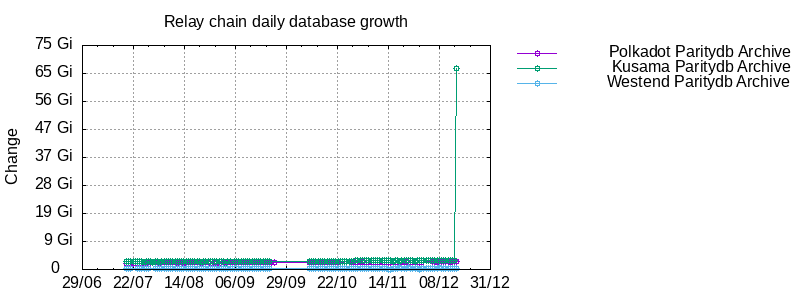 Relay chain daily database growth
75 Gi
65 Gi
56 Gi
47 Gi
37 Gi
28 Gi
19 Gi
9 Gi
0
Change
29/06 22/07 14/08 06/09 29/09 22/10 14/11 08/12 31/12
Polkadot Paritydb Archive
Kusama Paritydb Archive
Westend Paritydb Archive